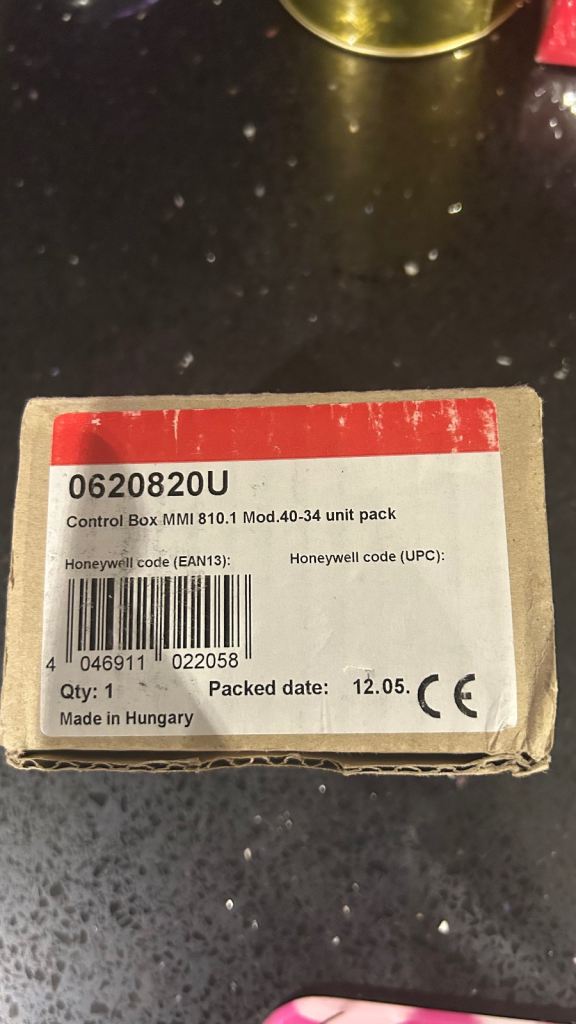 0620820U
Control Box MMI 810.1 Mod.40-34 unit pack
Honeywell code (EAN13): Honeywell code (UPC):
4 046911 022058
Qty: 1 Packed date: 12.05. CE
Made in Hungary